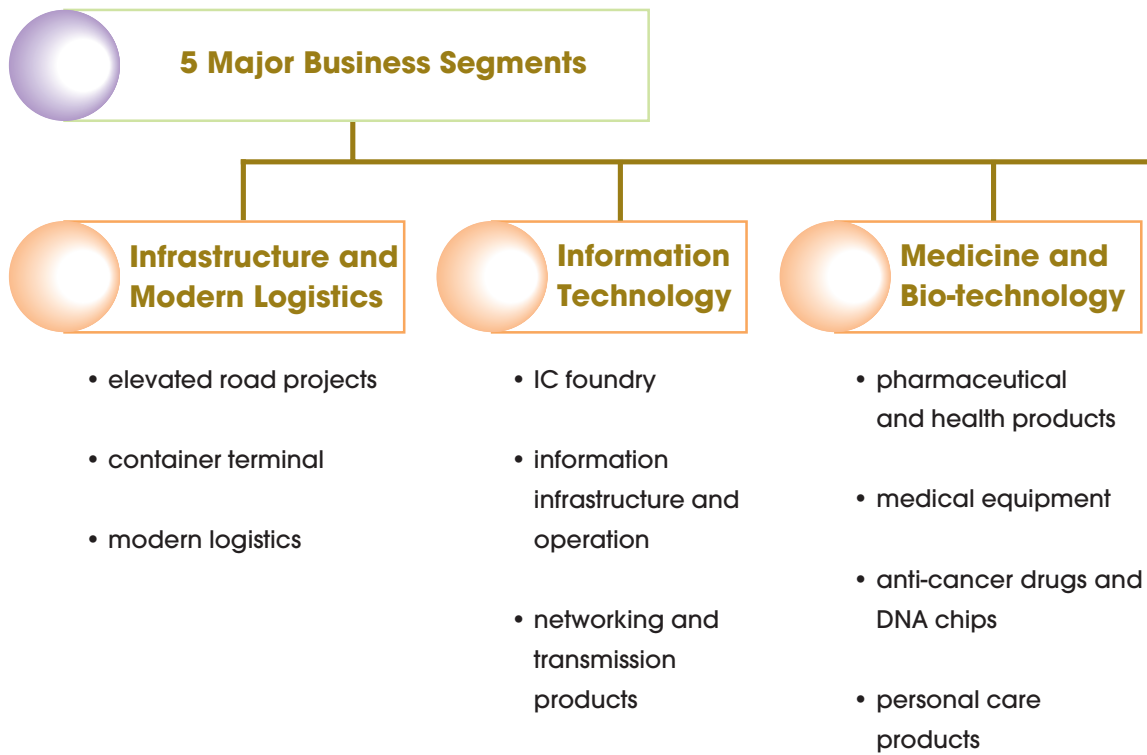 5 Major Business Segments
Infrastructure and
Modern Logistics
• elevated road projects
• container terminal
• modern logistics
Information
Technology
• IC foundry
• information
infrastructure and
operation
• networking and
transmission
products
Medicine and
Bio-technology
• pharmaceutical
and health products
• medical equipment
• anti-cancer drugs and
DNA chips
• personal care
products